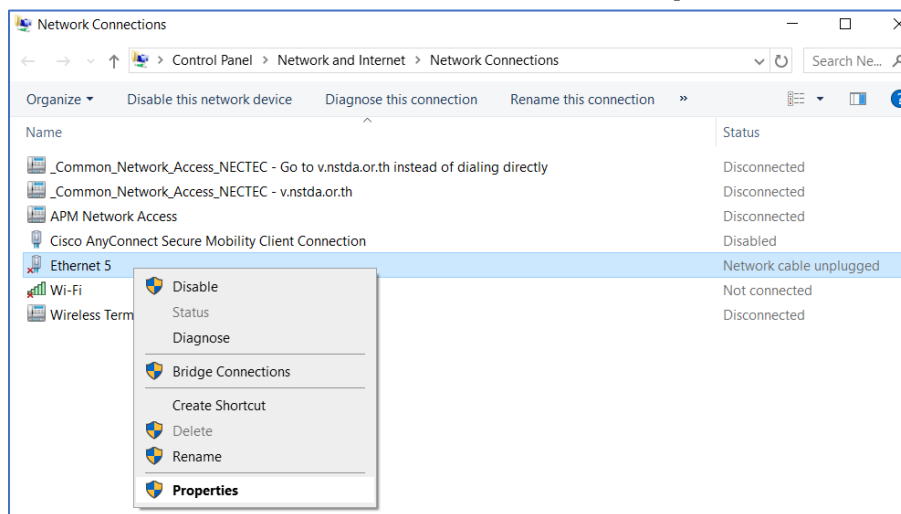 Network Connections
Control Panel > Network and Internet > Network Connections
Search Ne...
Organize Disable this network device Diagnose this connection Rename this connection »
Name Status
_Common_Network_Access_NECTEC - Go to v.nstda.or.th instead of dialing directly Disconnected
_Common_Network_Access_NECTEC - v.nstda.or.th Disconnected
APM Network Access Disconnected
Cisco AnyConnect Secure Mobility Client Connection Disabled
Ethernet 5 Network cable unplugged
Wi-Fi Not connected
Wireless Term Disconnected
Disable
Status
Diagnose
Bridge Connections
Create Shortcut
Delete
Rename
Properties